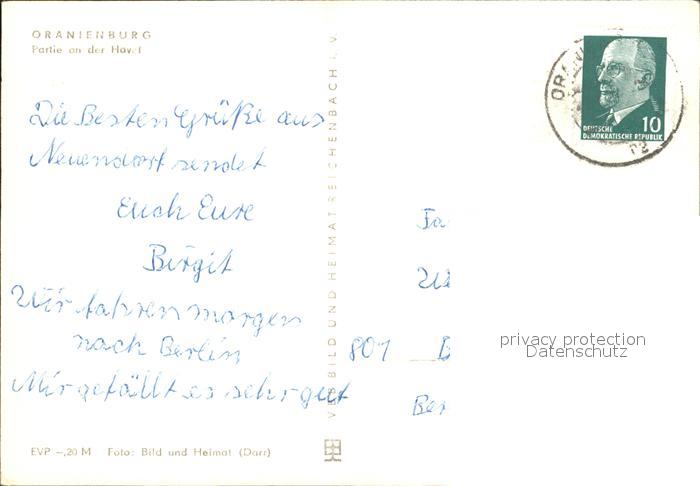 ORANIENBURG
Partie an der Havel
Die Besten Grüße aus
Neuendorf sendet
Euch Eure
Birgit
Wir fahren morgen
nach Berlin
Mir gefällt es sehr gut
EVP –,20 M Foto: Bild und Heimat (Darr)
VEB BILD UND HEIMAT REICHENBACH I. V.
10
DEUTSCHE
DEMOKRATISCHE REPUBLIK
801
privacy protection
Datenschutz